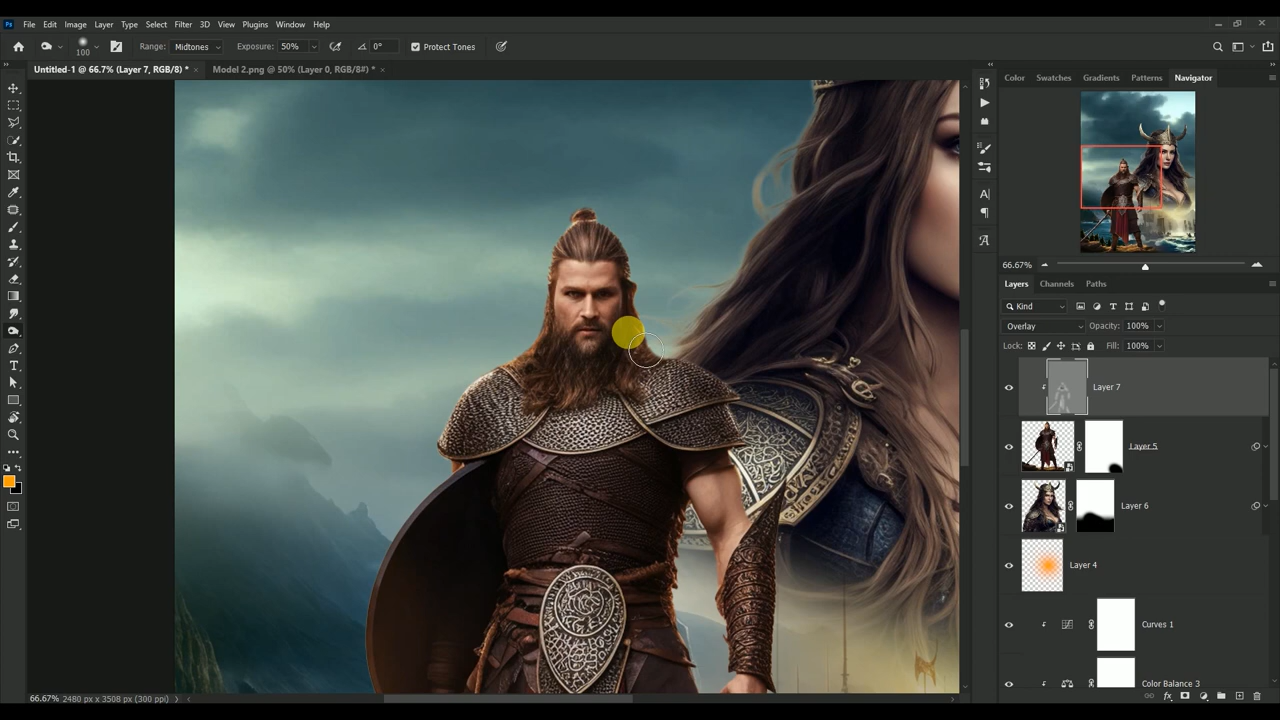 Ps File Edit Image Layer Type Select Filter 3D View Plugins Window Help
100 Range: Midtones Exposure: 50% 0° Protect Tones
Untitled-1 @ 66.7% (Layer 7, RGB/8) * × Model 2.png @ 50% (Layer 0, RGB/8#) * ×
Color Swatches Gradients Patterns Navigator
66.67%
Layers Channels Paths
Kind
Overlay Opacity: 100%
Lock: Fill: 100%
Layer 7
Layer 5
Layer 6
Layer 4
Curves 1
Color Balance 3
66.67% 2480 px x 3508 px (300 ppi)